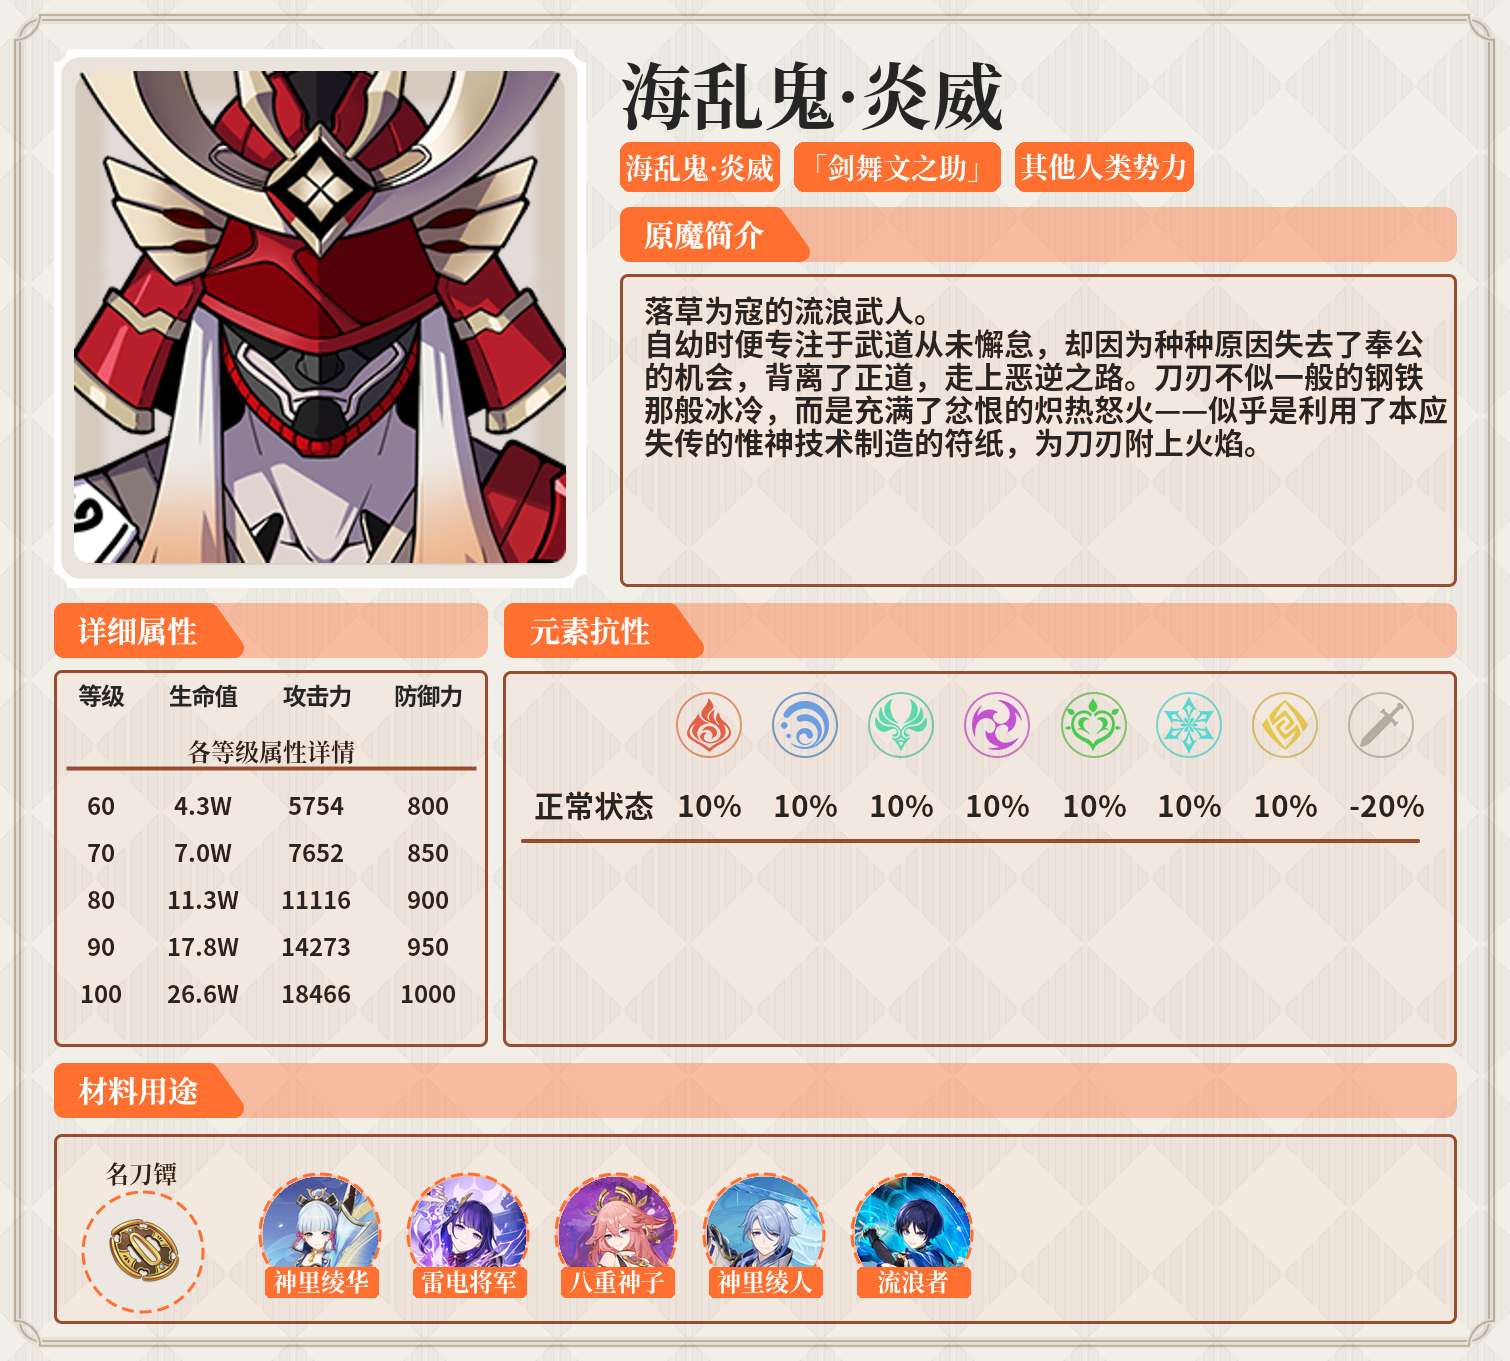 海乱鬼·炎威
海乱鬼·炎威 「剑舞文之助」 其他人类势力
原魔简介
落草为寇的流浪武人。
自幼时便专注于武道从未懈怠，却因为种种原因失去了奉公
的机会，背离了正道，走上恶逆之路。刀刃不似一般的钢铁
那般冰冷，而是充满了忿恨的炽热怒火——似乎是利用了本应
失传的惟神技术制造的符纸，为刀刃附上火焰。
详细属性
等级 生命值 攻击力 防御力
各等级属性详情
60 4.3W 5754 800
70 7.0W 7652 850
80 11.3W 11116 900
90 17.8W 14273 950
100 26.6W 18466 1000
元素抗性
正常状态 10% 10% 10% 10% 10% 10% 10% -20%
材料用途
名刀镡
神里绫华 雷电将军 八重神子 神里绫人 流浪者